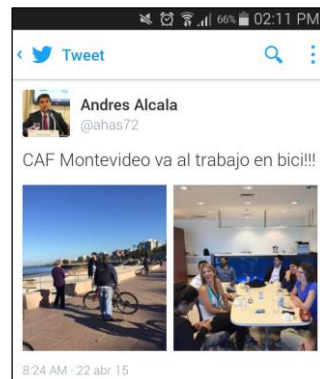 66% 02:11 PM
Tweet
Andres Alcala
@ahas72
CAF Montevideo va al trabajo en bici!!!
8:24 AM · 22 abr 15